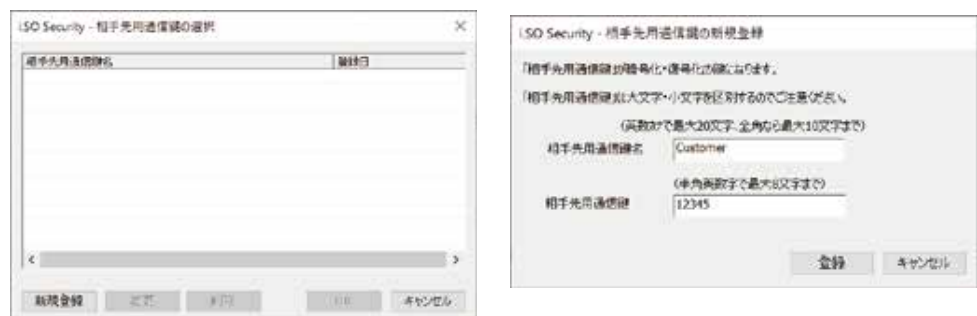 i.SO Security - 相手先用通信鍵の選択
相手先用通信鍵名
登録日
新規登録
変更
削除
OK
キャンセル
i.SO Security - 相手先用通信鍵の新規登録
「相手先用通信鍵」が暗号化・復号化の鍵になります。
「相手先用通信鍵」は大文字・小文字を区別するのでご注意ください。
(英数字で最大20文字、全角なら最大10文字まで)
相手先用通信鍵名
Customer
(半角英数字で最大8文字まで)
相手先用通信鍵
12345
登録
キャンセル